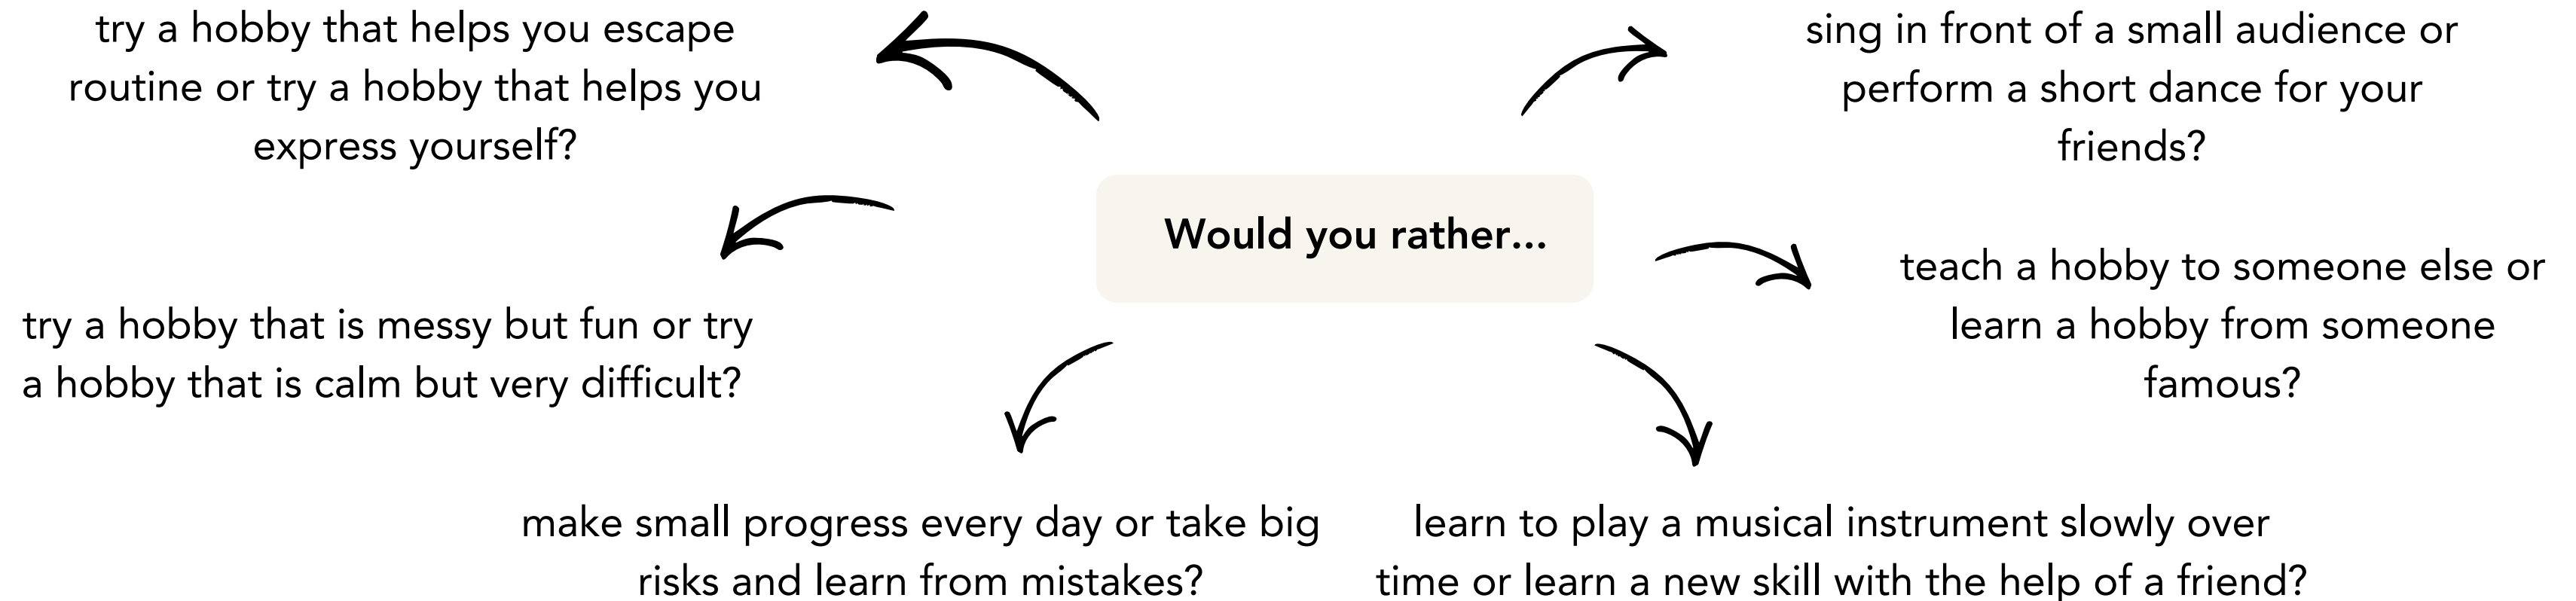 try a hobby that helps you escape
routine or try a hobby that helps you
express yourself?
sing in front of a small audience or
perform a short dance for your
friends?
Would you rather...
try a hobby that is messy but fun or try
a hobby that is calm but very difficult?
teach a hobby to someone else or
learn a hobby from someone
famous?
make small progress every day or take big
risks and learn from mistakes?
learn to play a musical instrument slowly over
time or learn a new skill with the help of a friend?